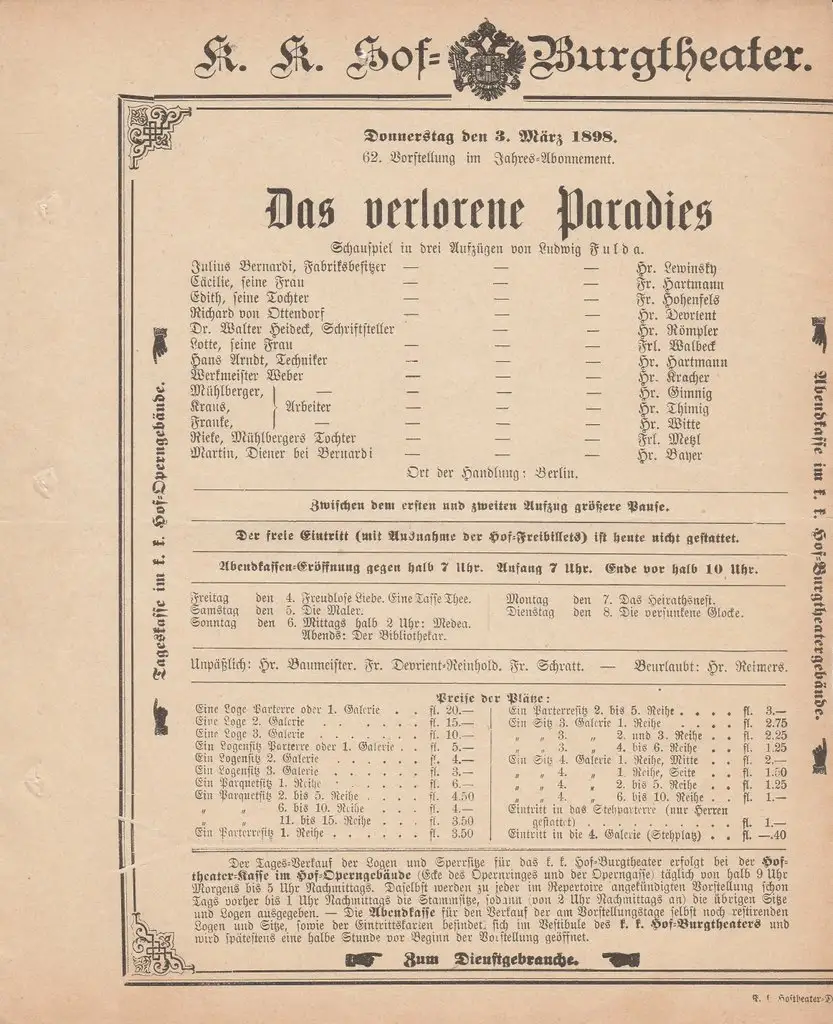 K. K. Hof-Burgtheater.
Donnerstag den 3. März 1898.
62. Vorstellung im Jahres-Abonnement.
Das verlorene Paradies
Schauspiel in drei Aufzügen von Ludwig Fulda.
Julius Bernardi, Fabriksbesitzer — — — Hr. Lewinsky
Cäcilie, seine Frau — — — Fr. Hartmann
Edith, seine Tochter — — — Fr. Hohenfels
Richard von Ottendorf — — — Hr. Devrient
Dr. Walter Heideck, Schriftsteller — — Hr. Römpler
Lotte, seine Frau — — — Frl. Walbeck
Hans Arndt, Techniker — — — Hr. Hartmann
Werkmeister Weber — — — Hr. Kracher
Mühlberger, — — — — Hr. Gimnig
Kraus, } Arbeiter — — — Hr. Thimig
Franke, — — — — Hr. Witte
Rieke, Mühlbergers Tochter — — — Frl. Metzl
Martin, Diener bei Bernardi — — — Hr. Bayer
Ort der Handlung: Berlin.
Zwischen dem ersten und zweiten Aufzug größere Pause.
Der freie Eintritt (mit Ausnahme der Hof-Freibillets) ist heute nicht gestattet.
Abendkassen-Eröffnung gegen halb 7 Uhr. Anfang 7 Uhr. Ende vor halb 10 Uhr.
Freitag den 4. Freudlose Liebe. Eine Tasse Thee.
Samstag den 5. Die Maler.
Sonntag den 6. Mittags halb 2 Uhr: Medea.
Abends: Der Bibliothekar.
Montag den 7. Das Heirathsnest.
Dienstag den 8. Die versunkene Glocke.
Unpäßlich: Hr. Baumeister. Fr. Devrient-Reinhold. Fr. Schratt. — Beurlaubt: Hr. Reimers.
Preise der Plätze:
Eine Loge Parterre oder 1. Galerie . . fl. 20.—
Eine Loge 2. Galerie . . . . . . fl. 15.—
Eine Loge 3. Galerie . . . . . . fl. 10.—
Ein Logensitz Parterre oder 1. Galerie . . fl. 5.—
Ein Logensitz 2. Galerie . . . . . fl. 4.—
Ein Logensitz 3. Galerie . . . . . fl. 3.—
Ein Parquetsitz 1. Reihe . . . . . fl. 6.—
Ein Parquetsitz 2. bis 5. Reihe . . . . fl. 4.50
„ „ 6. bis 10. Reihe . . . . fl. 4.—
„ „ 11. bis 15. Reihe . . . . fl. 3.50
Ein Parterresitz 1. Reihe . . . . . . fl. 3.50
Ein Parterresitz 2. bis 5. Reihe . . . . fl. 3.—
Ein Sitz 3. Galerie 1. Reihe . . . . fl. 2.75
„ „ 3. „ 2. und 3. Reihe . . fl. 2.25
„ „ 3. „ 4. bis 6. Reihe . . fl. 1.25
Ein Sitz 4. Galerie 1. Reihe, Mitte . . fl. 2.—
„ „ 4. „ 1. Reihe, Seite . . fl. 1.50
„ „ 4. „ 2. bis 5. Reihe . . fl. 1.25
„ „ 4. „ 6. bis 10. Reihe . . fl. 1.—
Eintritt in das Stehparterre (nur Herren
gestattet) . . . . . . . . . fl. 1.—
Eintritt in die 4. Galerie (Stehplatz) . . fl. —.40
Der Tages-Verkauf der Logen und Sperrsitze für das k. k. Hof-Burgtheater erfolgt bei der Hof-
theater-Kasse im Hof-Operngebäude (Ecke des Opernringes und der Operngasse) täglich von halb 9 Uhr
Morgens bis 5 Uhr Nachmittags. Daselbst werden zu jeder im Repertoire angekündigten Vorstellung schon
Tags vorher bis 1 Uhr Nachmittags die Stammsitze, sodann (von 2 Uhr Nachmittags an) die übrigen Sitze
und Logen ausgegeben. — Die Abendkasse für den Verkauf der am Vorstellungstage selbst noch restirenden
Logen und Sitze, sowie der Eintrittskarten befindet sich im Vestibule des k. k. Hof-Burgtheaters und
wird spätestens eine halbe Stunde vor Beginn der Vorstellung geöffnet.
Zum Dienstgebrauche.
Tageskasse im k. k. Hof-Operngebäude.
Abendkasse im k. k. Hof-Burgtheatergebäude.
K. k. Hoftheater-D